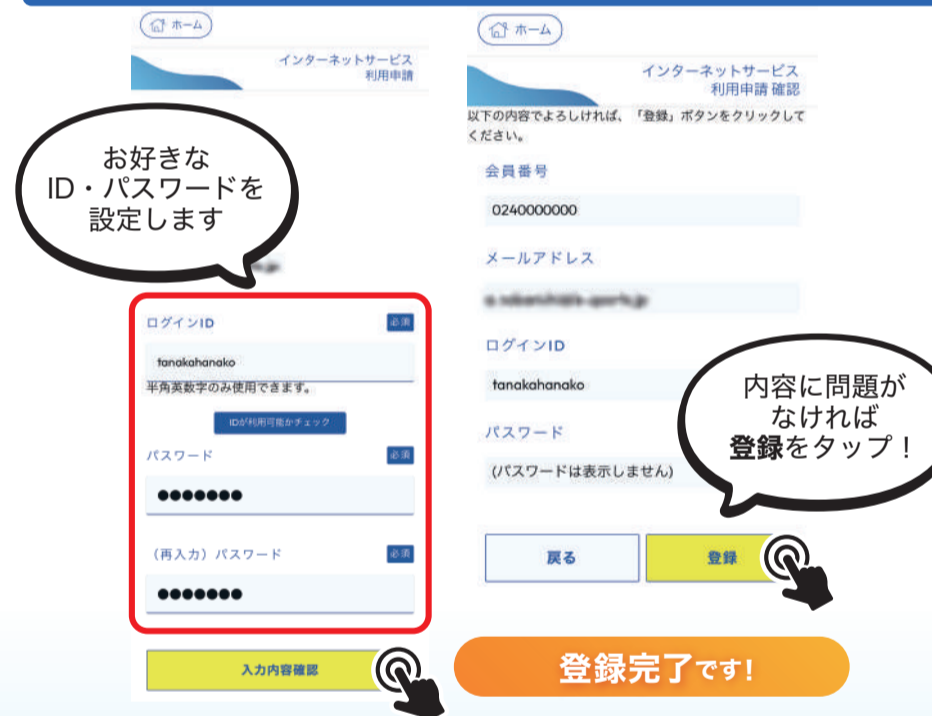 ホーム
インターネットサービス
利用申請
お好きな
ID・パスワードを
設定します
ログインID
必須
tanakahanako
半角英数字のみ使用できます。
IDが利用可能かチェック
パスワード
必須
●●●●●●●
（再入力）パスワード
必須
●●●●●●●
入力内容確認
ホーム
インターネットサービス
利用申請 確認
以下の内容でよろしければ、「登録」ボタンをクリックして
ください。
会員番号
0240000000
メールアドレス
ログインID
tanakahanako
パスワード
(パスワードは表示しません)
内容に問題が
なければ
登録をタップ！
戻る
登録
登録完了です!